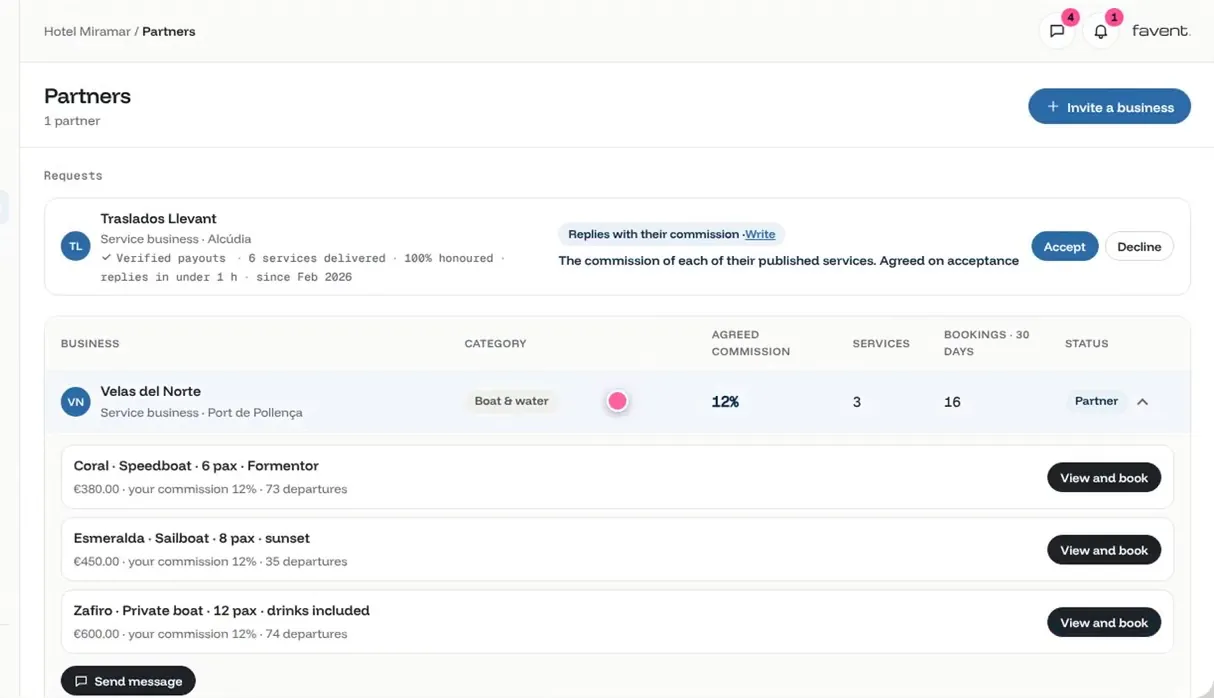 Hotel Miramar / Partners
4
1
favent.
Partners
1 partner
+ Invite a business
Requests
TL
Traslados Llevant
Service business · Alcúdia
✓ Verified payouts · 6 services delivered · 100% honoured ·
replies in under 1 h · since Feb 2026
Replies with their commission ·Write
The commission of each of their published services. Agreed on acceptance
Accept
Decline
BUSINESS
CATEGORY
AGREED
COMMISSION
SERVICES
BOOKINGS · 30
DAYS
STATUS
VN
Velas del Norte
Service business · Port de Pollença
Boat & water
12%
3
16
Partner
Coral · Speedboat · 6 pax · Formentor
€380.00 · your commission 12% · 73 departures
View and book
Esmeralda · Sailboat · 8 pax · sunset
€450.00 · your commission 12% · 35 departures
View and book
Zafiro · Private boat · 12 pax · drinks included
€600.00 · your commission 12% · 74 departures
View and book
Send message